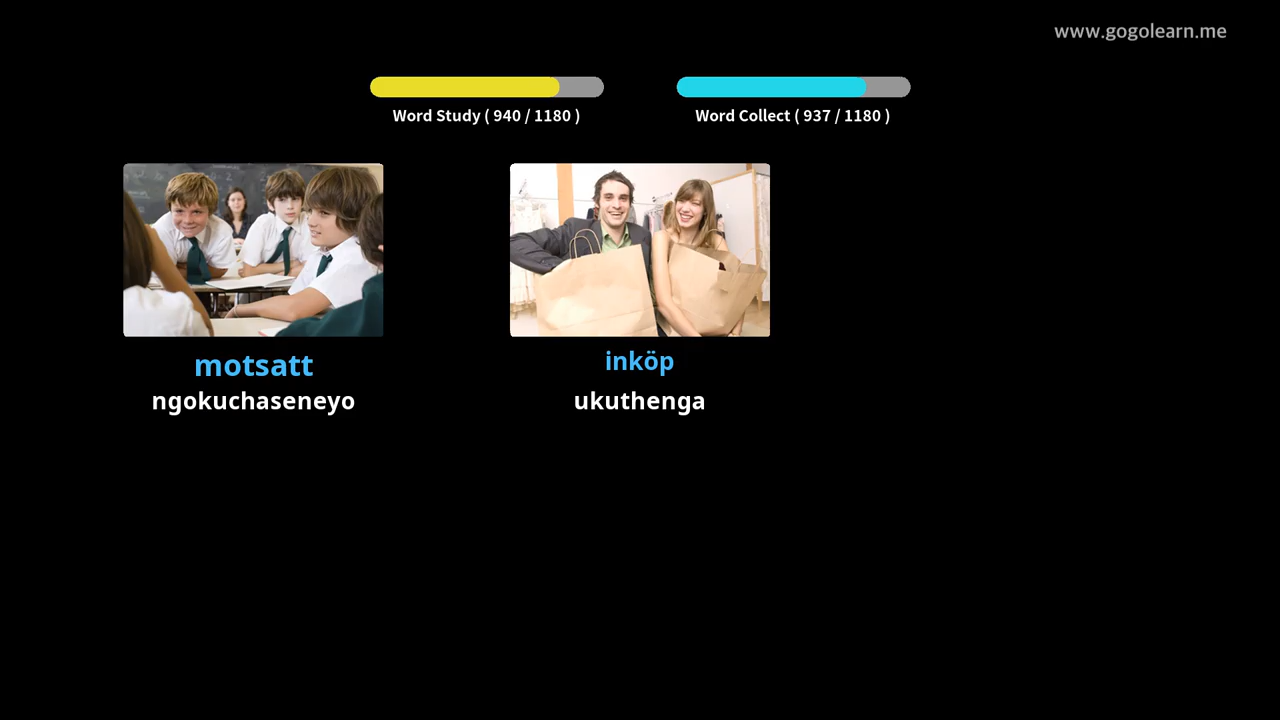 www.gogolearn.me
Word Study ( 940 / 1180 )
Word Collect ( 937 / 1180 )
motsatt
ngokuchaseneyo
inköp
ukuthenga